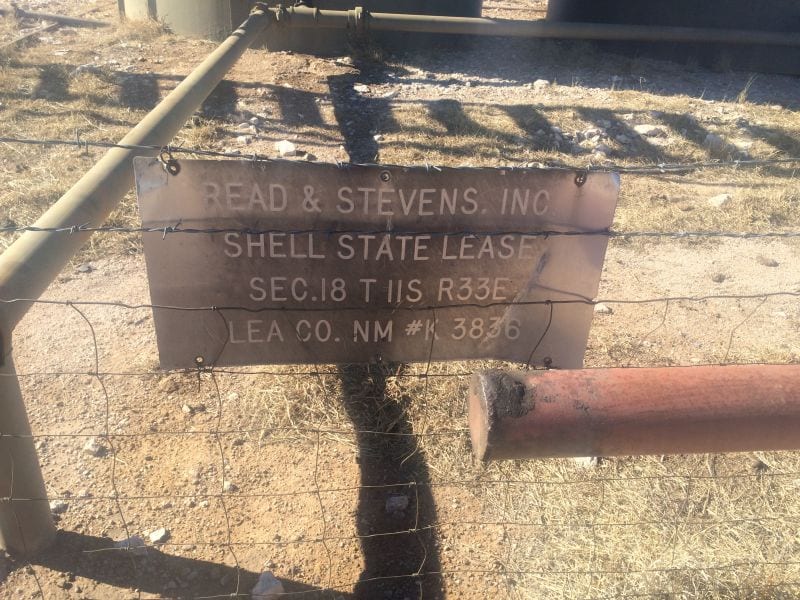 READ & STEVENS, INC
SHELL STATE LEASE
SEC.18 T 11S R33E
LEA CO. NM #K 3836